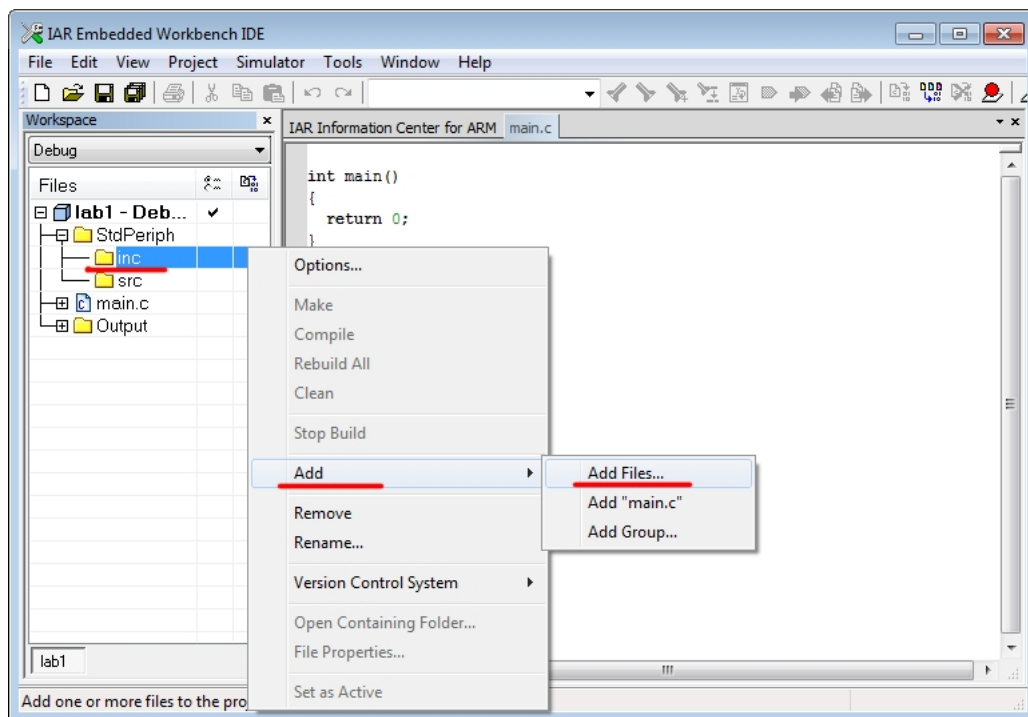 IAR Embedded Workbench IDE
File Edit View Project Simulator Tools Window Help
Workspace
IAR Information Center for ARM main.c
Debug
Files
lab1 - Deb...
StdPeriph
inc
src
main.c
Output
int main()
{
return 0;
}
Options...
Make
Compile
Rebuild All
Clean
Stop Build
Add
Add Files...
Add "main.c"
Add Group...
Remove
Rename...
Version Control System
Open Containing Folder...
File Properties...
Set as Active
lab1
Add one or more files to the pro